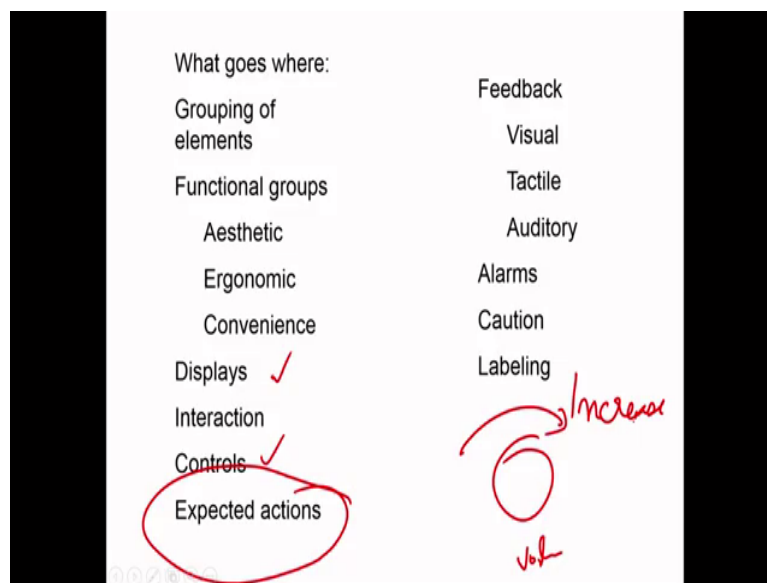 What goes where:
Grouping of
elements
Functional groups
Aesthetic
Ergonomic
Convenience
Displays
Interaction
Controls
Expected actions
Feedback
Visual
Tactile
Auditory
Alarms
Caution
Labeling
Increase